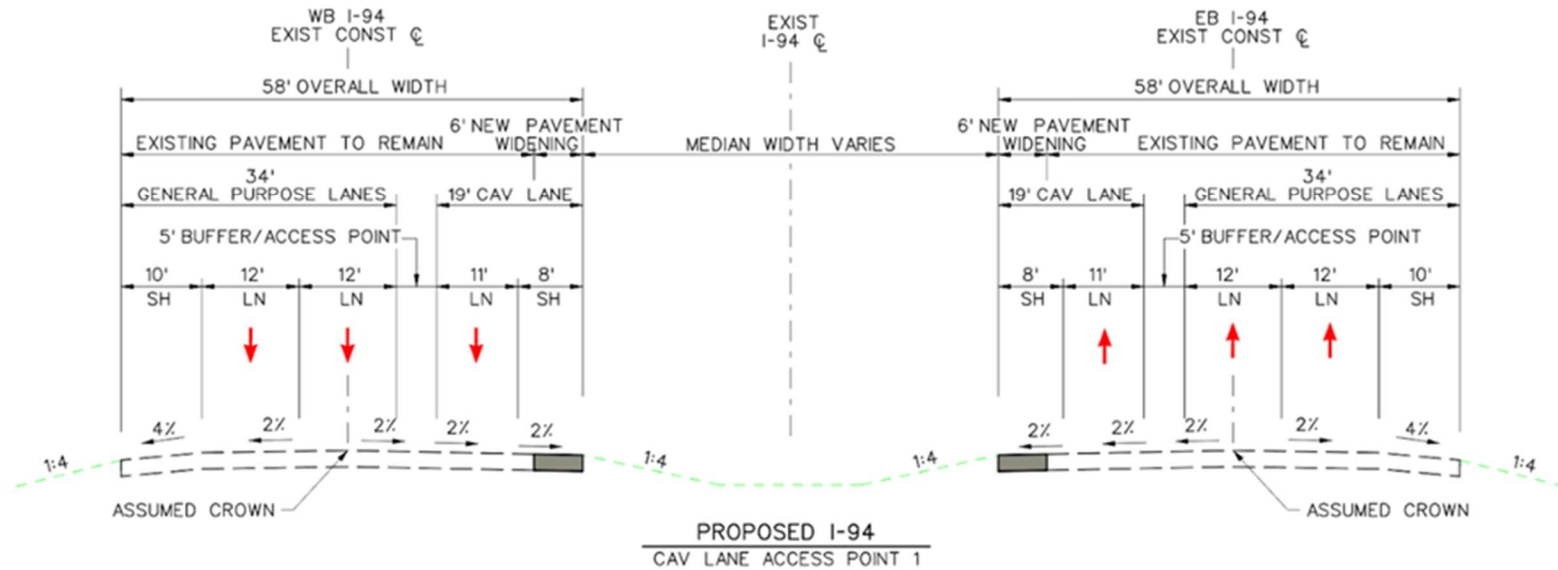 WB I-94
EXIST CONST ℄
EXIST
I-94 ℄
EB I-94
EXIST CONST ℄
58' OVERALL WIDTH
58' OVERALL WIDTH
EXISTING PAVEMENT TO REMAIN
6' NEW PAVEMENT
WIDENING
MEDIAN WIDTH VARIES
6' NEW PAVEMENT
WIDENING
EXISTING PAVEMENT TO REMAIN
34'
GENERAL PURPOSE LANES
19' CAV LANE
19' CAV LANE
34'
GENERAL PURPOSE LANES
5' BUFFER/ACCESS POINT
5' BUFFER/ACCESS POINT
10' 12' 12' 11' 8'
SH LN LN LN SH
8' 11' 12' 12' 10'
SH LN LN LN SH
4% 2% 2% 2% 2%
2% 2% 2% 2% 4%
1:4 1:4 1:4 1:4
ASSUMED CROWN
ASSUMED CROWN
PROPOSED I-94
CAV LANE ACCESS POINT 1